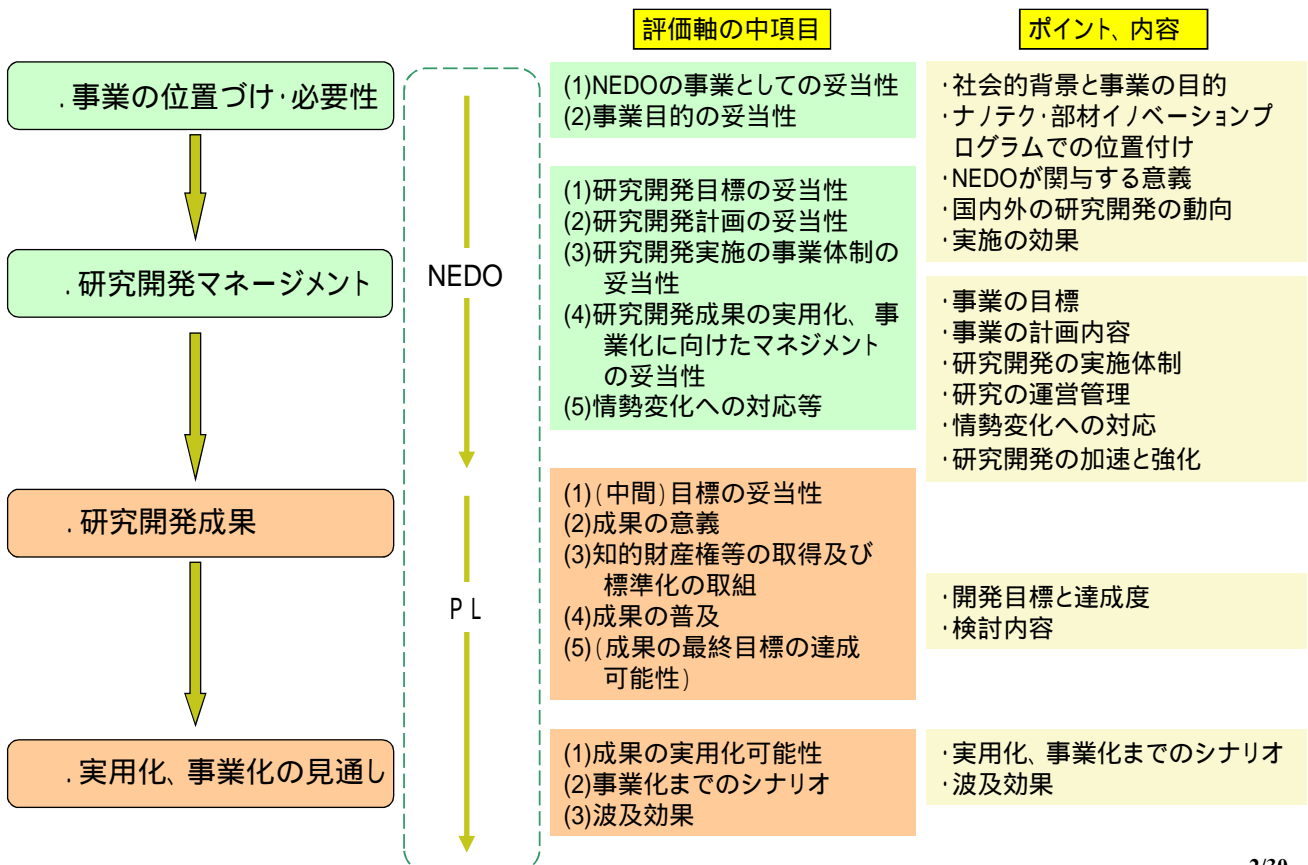 評価軸の中項目
ポイント、内容
.事業の位置づけ・必要性
.研究開発マネージメント
.研究開発成果
.実用化、事業化の見通し
NEDO
PL
(1)NEDOの事業としての妥当性
(2)事業目的の妥当性
(1)研究開発目標の妥当性
(2)研究開発計画の妥当性
(3)研究開発実施の事業体制の
妥当性
(4)研究開発成果の実用化、事
業化に向けたマネジメント
の妥当性
(5)情勢変化への対応等
(1)(中間)目標の妥当性
(2)成果の意義
(3)知的財産権等の取得及び
標準化の取組
(4)成果の普及
(5)(成果の最終目標の達成
可能性)
(1)成果の実用化可能性
(2)事業化までのシナリオ
(3)波及効果
・社会的背景と事業の目的
・ナノテク・部材イノベーションプ
ログラムでの位置付け
・NEDOが関与する意義
・国内外の研究開発の動向
・実施の効果
・事業の目標
・事業の計画内容
・研究開発の実施体制
・研究の運営管理
・情勢変化への対応
・研究開発の加速と強化
・開発目標と達成度
・検討内容
・実用化、事業化までのシナリオ
・波及効果